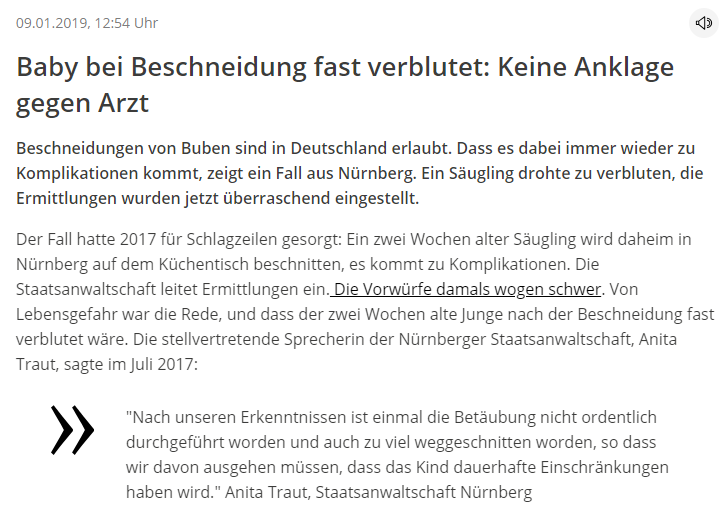 09.01.2019, 12:54 Uhr
Baby bei Beschneidung fast verblutet: Keine Anklage
gegen Arzt
Beschneidungen von Buben sind in Deutschland erlaubt. Dass es dabei immer wieder zu
Komplikationen kommt, zeigt ein Fall aus Nürnberg. Ein Säugling drohte zu verbluten, die
Ermittlungen wurden jetzt überraschend eingestellt.
Der Fall hatte 2017 für Schlagzeilen gesorgt: Ein zwei Wochen alter Säugling wird daheim in
Nürnberg auf dem Küchentisch beschnitten, es kommt zu Komplikationen. Die
Staatsanwaltschaft leitet Ermittlungen ein. Die Vorwürfe damals wogen schwer. Von
Lebensgefahr war die Rede, und dass der zwei Wochen alte Junge nach der Beschneidung fast
verblutet wäre. Die stellvertretende Sprecherin der Nürnberger Staatsanwaltschaft, Anita
Traut, sagte im Juli 2017:
"Nach unseren Erkenntnissen ist einmal die Betäubung nicht ordentlich
durchgeführt worden und auch zu viel weggeschnitten worden, so dass
wir davon ausgehen müssen, dass das Kind dauerhafte Einschränkungen
haben wird." Anita Traut, Staatsanwaltschaft Nürnberg